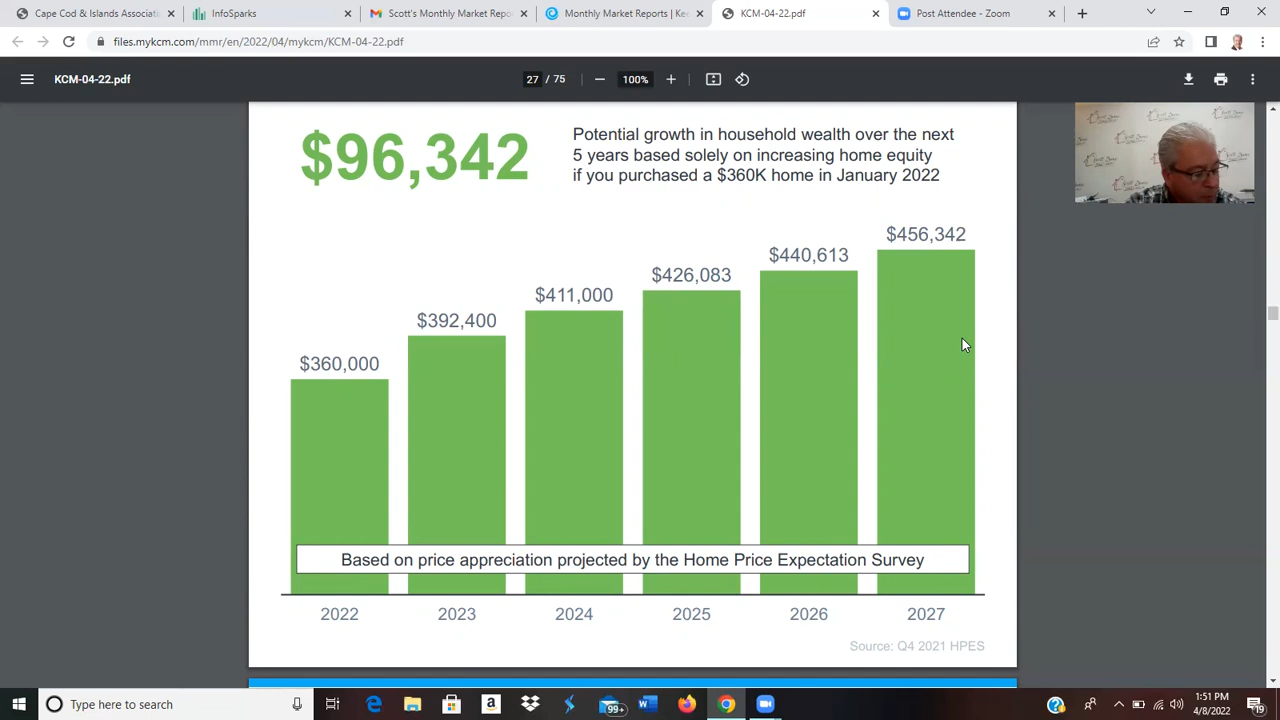 Cape Cod & Islands Associati
InfoSparks
Scott's Monthly Market Repo
Monthly Market Reports | Kee
KCM-04-22.pdf
Post Attendee - Zoom
files.mykcm.com/mmr/en/2022/04/mykcm/KCM-04-22.pdf
KCM-04-22.pdf
27 / 75
100%
$96,342
Potential growth in household wealth over the next
5 years based solely on increasing home equity
if you purchased a $360K home in January 2022
$360,000
$392,400
$411,000
$426,083
$440,613
$456,342
Based on price appreciation projected by the Home Price Expectation Survey
2022 2023 2024 2025 2026 2027
Source: Q4 2021 HPES
Type here to search
99+
1:51 PM
4/8/2022
19